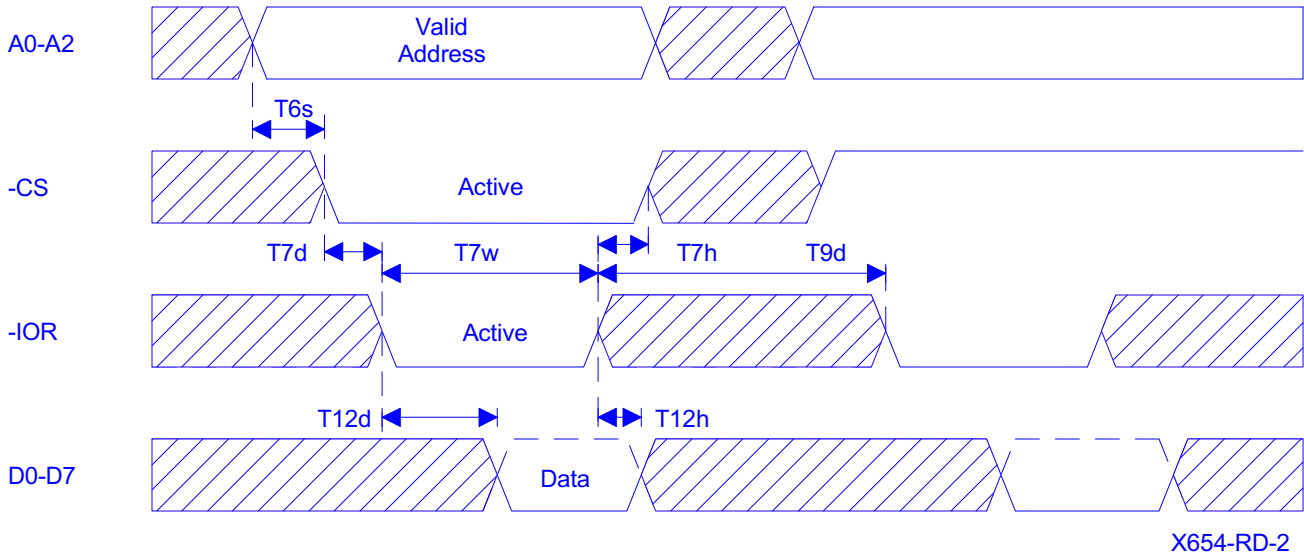 A0-A2
Valid
Address
T6s
-CS
Active
T7d
T7w
T7h
T9d
-IOR
Active
T12d
T12h
D0-D7
Data
X654-RD-2